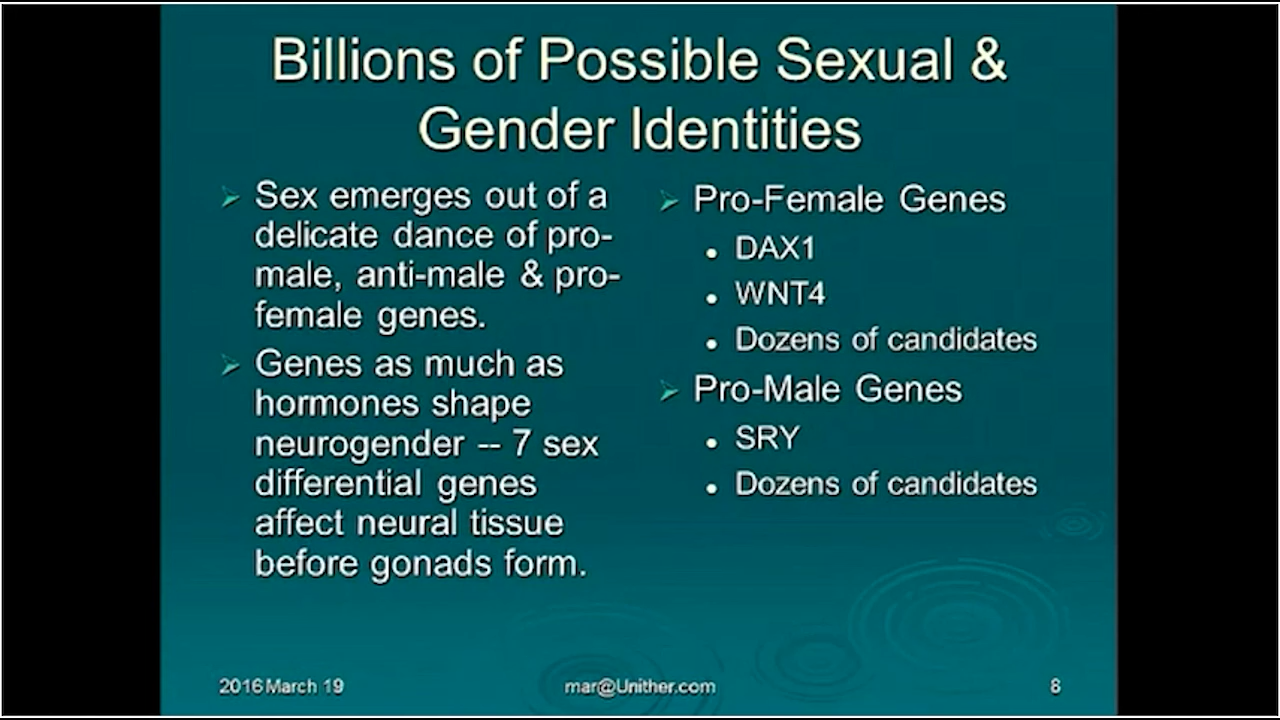 Billions of Possible Sexual &
Gender Identities
Sex emerges out of a
delicate dance of pro-
male, anti-male & pro-
female genes.
Genes as much as
hormones shape
neurogender -- 7 sex
differential genes
affect neural tissue
before gonads form.
Pro-Female Genes
DAX1
WNT4
Dozens of candidates
Pro-Male Genes
SRY
Dozens of candidates
2016 March 19
mar@Unither.com
8